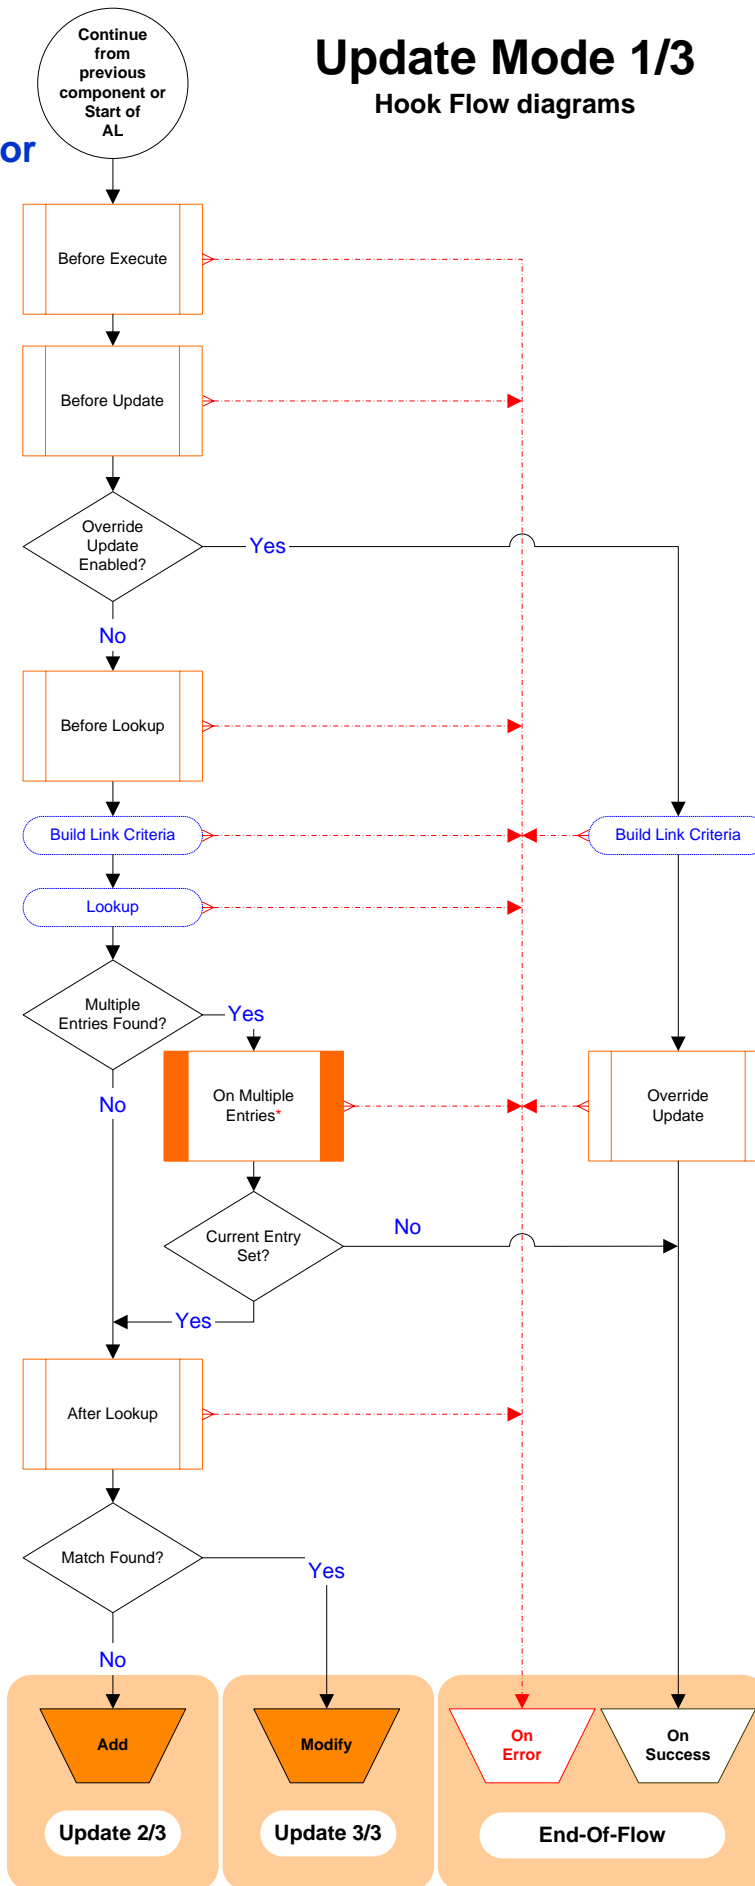 Continue
from
previous
component or
Start of
AL
Update Mode 1/3
Hook Flow diagrams
or
Before Execute
Before Update
Override
Update
Enabled?
Yes
No
Before Lookup
Build Link Criteria
Build Link Criteria
Lookup
Multiple
Entries Found?
Yes
No
On Multiple
Entries*
Override
Update
Current Entry
Set?
No
Yes
After Lookup
Match Found?
Yes
No
Add
Modify
On
Error
On
Success
Update 2/3
Update 3/3
End-Of-Flow